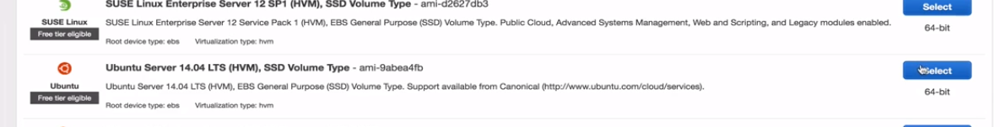 SUSE Linux Enterprise Server 12 SP1 (HVM), SSD Volume Type - ami-d2627db3
Select
SUSE Linux
Free tier eligible
SUSE Linux Enterprise Server 12 Service Pack 1 (HVM), EBS General Purpose (SSD) Volume Type. Public Cloud, Advanced Systems Management, Web and Scripting, and Legacy modules enabled.
64-bit
Root device type: ebs Virtualization type: hvm
Ubuntu Server 14.04 LTS (HVM), SSD Volume Type - ami-9abea4fb
Select
Ubuntu
Free tier eligible
Ubuntu Server 14.04 LTS (HVM), EBS General Purpose (SSD) Volume Type. Support available from Canonical (http://www.ubuntu.com/cloud/services).
64-bit
Root device type: ebs Virtualization type: hvm